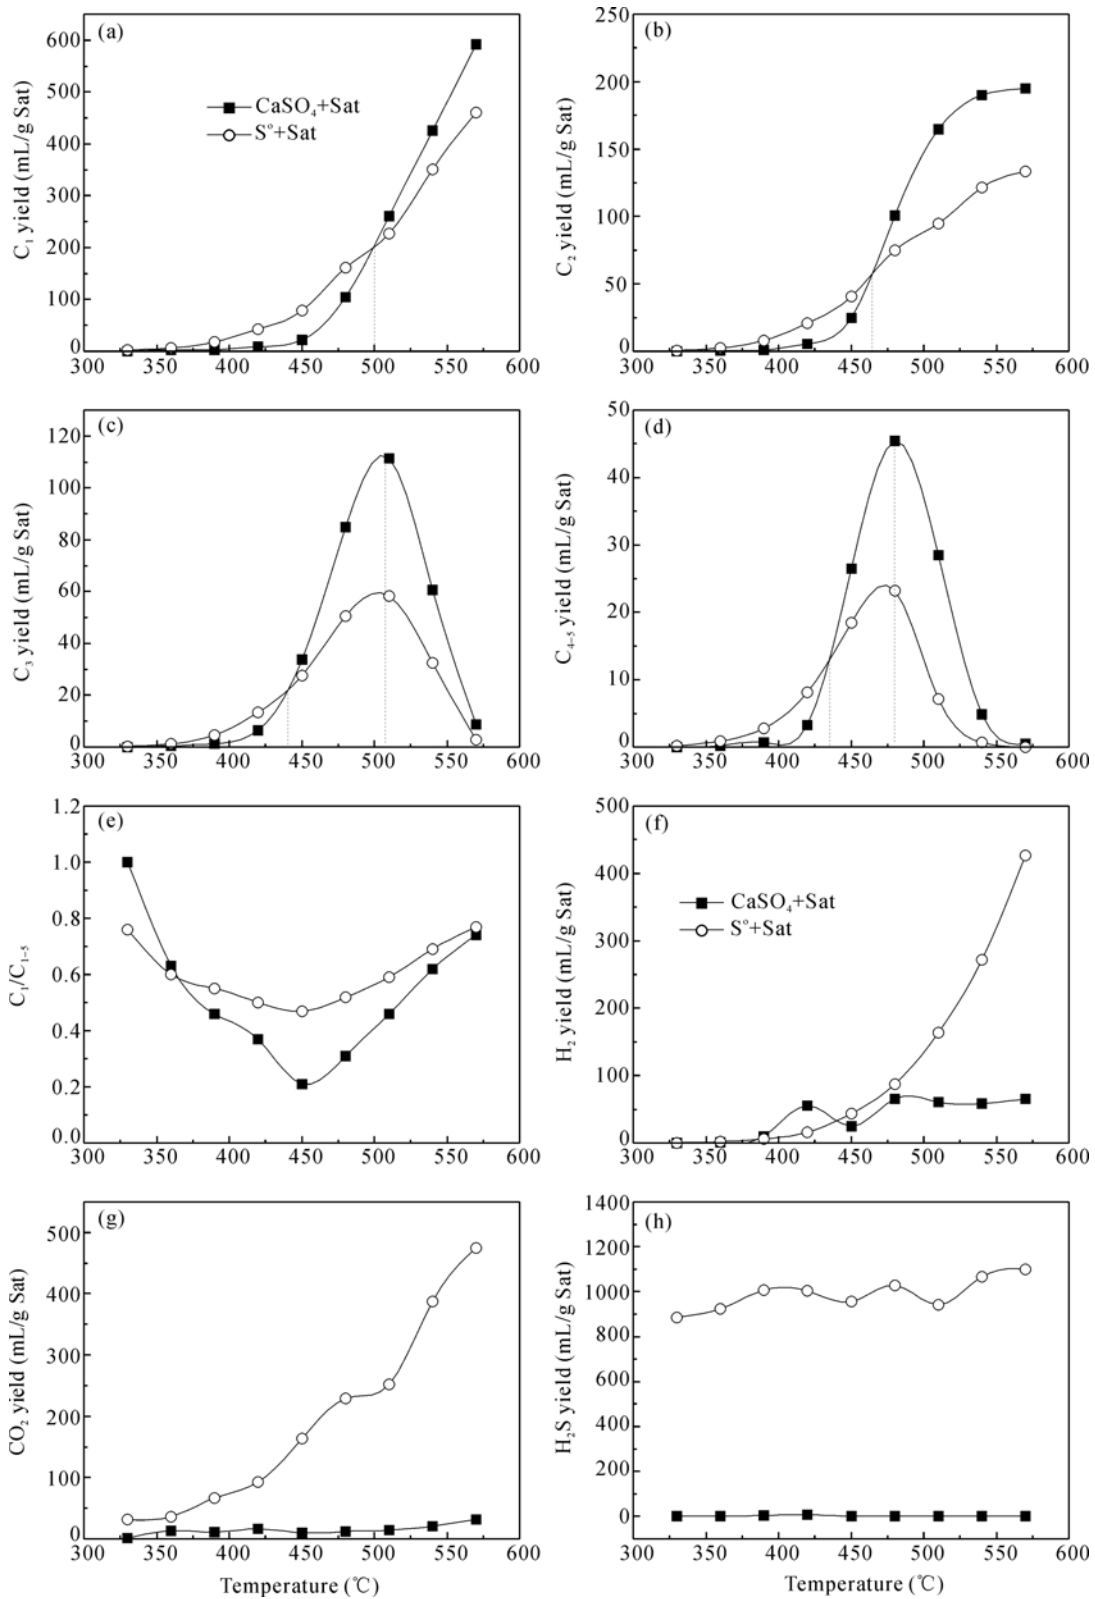 (a)
C₁ yield (mL/g Sat)
600
500
400
300
200
100
0
CaSO₄+Sat
S°+Sat
300 350 400 450 500 550 600
(b)
C₂ yield (mL/g Sat)
250
200
150
100
50
0
300 350 400 450 500 550 600
(c)
C₃ yield (mL/g Sat)
120
100
80
60
40
20
0
300 350 400 450 500 550 600
(d)
C₄₋₅ yield (mL/g Sat)
50
40
30
20
10
0
300 350 400 450 500 550 600
(e)
C₁/C₁₋₅
1.2
1.0
0.8
0.6
0.4
0.2
0.0
300 350 400 450 500 550 600
(f)
H₂ yield (mL/g Sat)
500
450
400
300
200
100
0
CaSO₄+Sat
S°+Sat
300 350 400 450 500 550 600
(g)
CO₂ yield (mL/g Sat)
500
400
300
200
100
0
300 350 400 450 500 550 600
Temperature (℃)
(h)
H₂S yield (mL/g Sat)
1400
1200
1000
800
600
400
200
0
300 350 400 450 500 550 600
Temperature (℃)